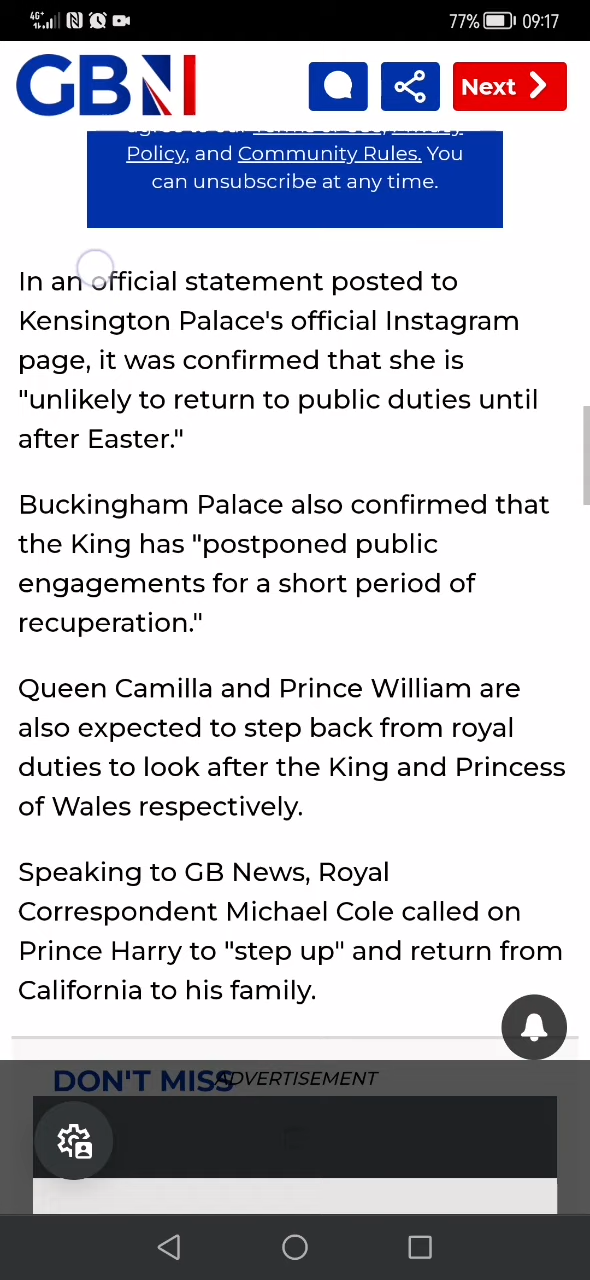 4G+ 77% 09:17
GBN Next
Policy, and Community Rules. You
can unsubscribe at any time.
In an official statement posted to
Kensington Palace's official Instagram
page, it was confirmed that she is
"unlikely to return to public duties until
after Easter."
Buckingham Palace also confirmed that
the King has "postponed public
engagements for a short period of
recuperation."
Queen Camilla and Prince William are
also expected to step back from royal
duties to look after the King and Princess
of Wales respectively.
Speaking to GB News, Royal
Correspondent Michael Cole called on
Prince Harry to "step up" and return from
California to his family.
DON'T MISS ADVERTISEMENT